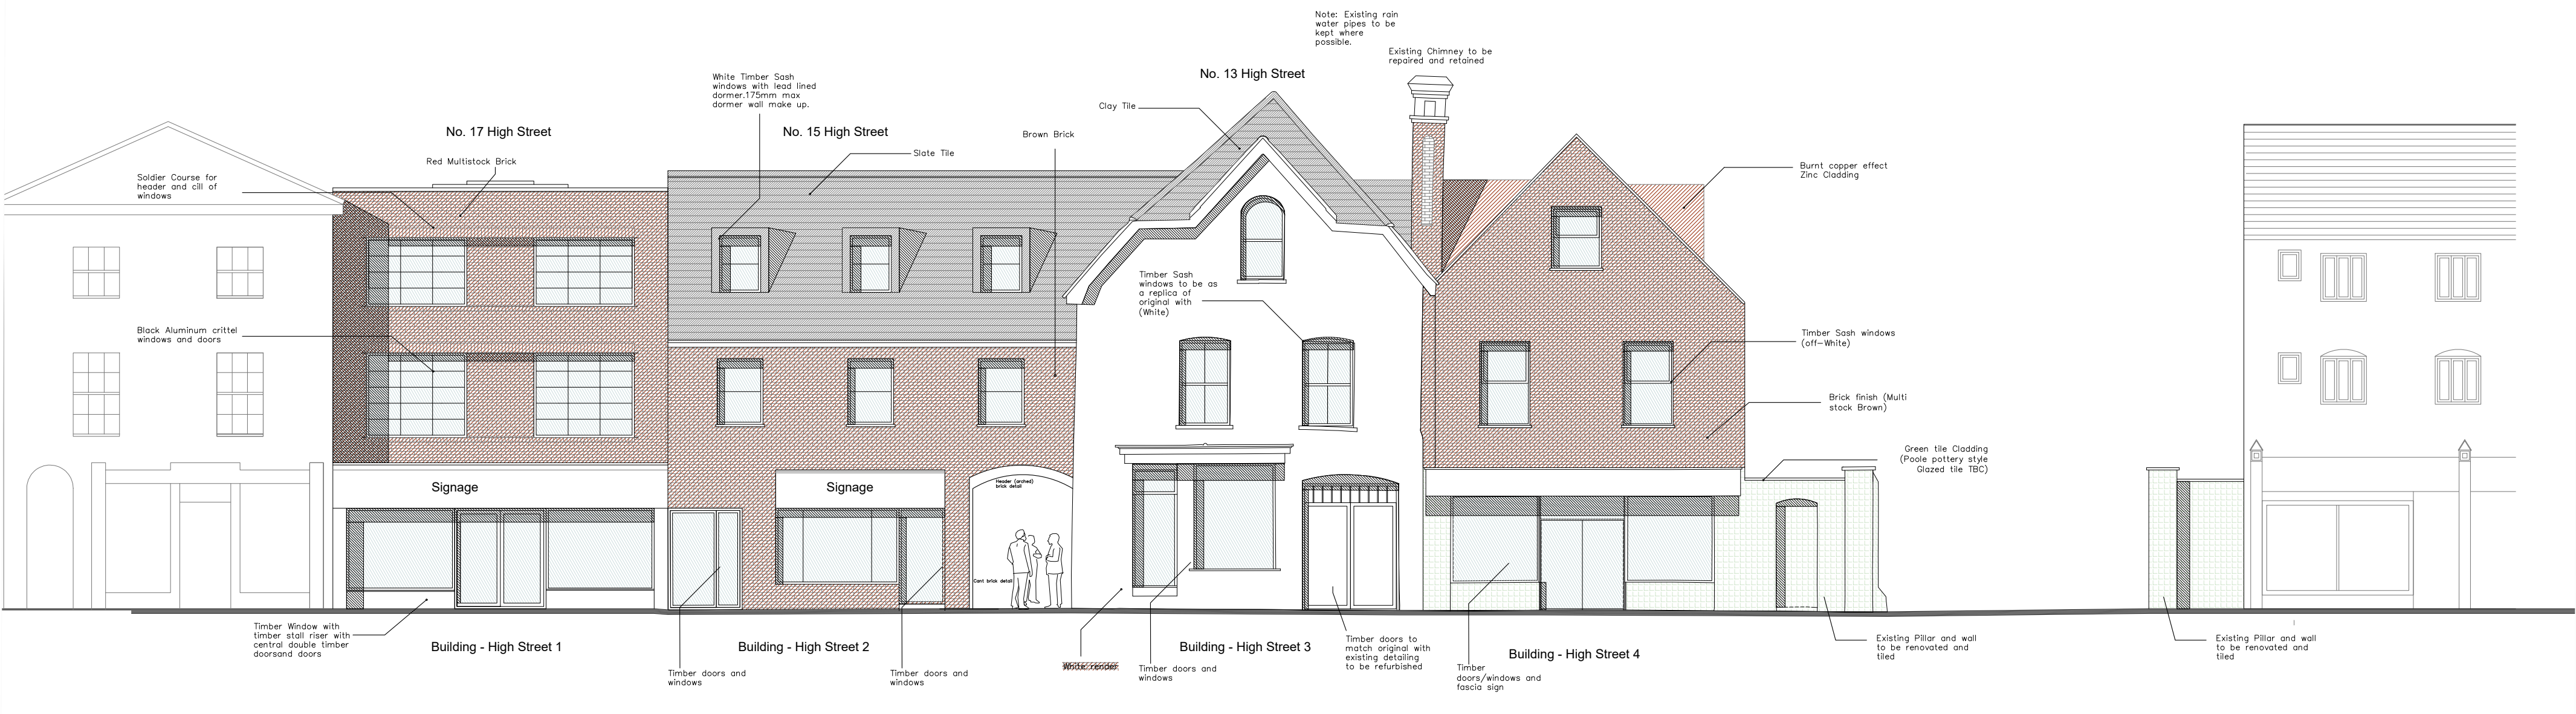 Note: Existing rain
water pipes to be
kept where
possible.
Existing Chimney to be
repaired and retained
No. 13 High Street
White Timber Sash
windows with lead lined
dormer.175mm max
dormer wall make up.
Clay Tile
No. 17 High Street
No. 15 High Street
Brown Brick
Slate Tile
Red Multistock Brick
Burnt copper effect
Zinc Cladding
Soldier Course for
header and cill of
windows
Timber Sash
windows to be as
a replica of
original with
(White)
Black Aluminum crittel
windows and doors
Timber Sash windows
(off-White)
Brick finish (Multi
stock Brown)
Green tile Cladding
(Poole pottery style
Glazed tile TBC)
Signage
Signage
Header (arched)
brick detail
Cant brick detail
Timber Window with
timber stall riser with
central double timber
doorsand doors
Building - High Street 1
Building - High Street 2
Building - High Street 3
Building - High Street 4
Timber doors and
windows
Timber doors and
windows
White render
Timber doors and
windows
Timber doors to
match original with
existing detailing
to be refurbished
Timber
doors/windows and
fascia sign
Existing Pillar and wall
to be renovated and
tiled
Existing Pillar and wall
to be renovated and
tiled